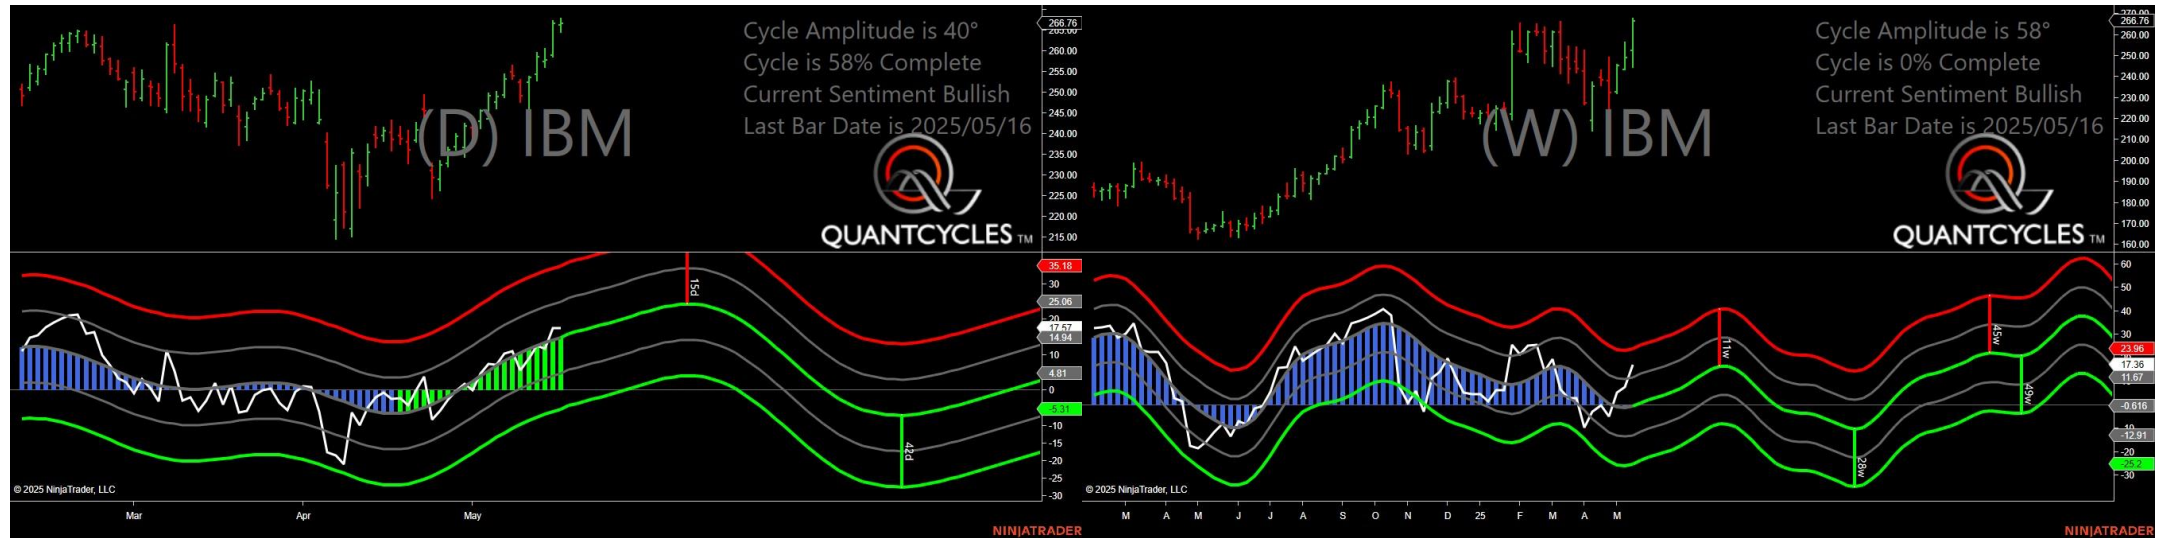 Cycle Amplitude is 40°
Cycle is 58% Complete
Current Sentiment Bullish
Last Bar Date is 2025/05/16
(D) IBM
QUANTCYCLES TM
266.76
265.00
260.00
255.00
250.00
245.00
240.00
235.00
230.00
225.00
220.00
215.00
35.18
30
25.06
20
17.57
14.94
10
4.81
0
-5.31
-10
-15
-20
-25
-30
15d
42d
© 2025 NinjaTrader, LLC
Mar
Apr
May
NINJATRADER
Cycle Amplitude is 58°
Cycle is 0% Complete
Current Sentiment Bullish
Last Bar Date is 2025/05/16
(W) IBM
QUANTCYCLES TM
270.00
266.76
260.00
250.00
240.00
230.00
220.00
210.00
200.00
190.00
180.00
170.00
160.00
60
50
40
30
23.96
17.36
11.67
-0.616
-12.91
-20
-25.2
-30
11w
28w
45w
49w
© 2025 NinjaTrader, LLC
M
A
M
J
J
A
S
O
N
D
25
F
M
A
M
NINJATRADER